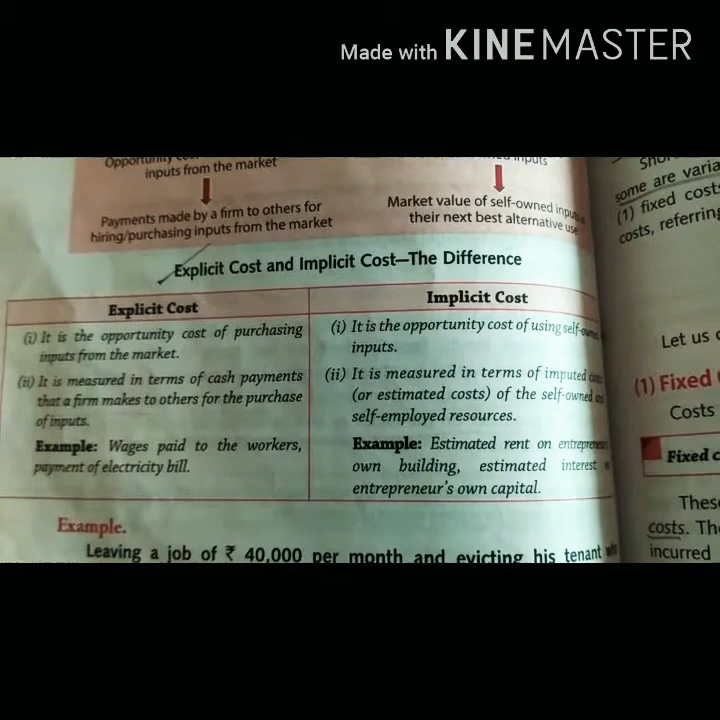 Made with KINEMASTER
Opportunity
inputs from the market
inputs
Payments made by a firm to others for
hiring/purchasing inputs from the market
Market value of self-owned inputs in
their next best alternative use
Explicit Cost and Implicit Cost—The Difference
Explicit Cost
(i) It is the opportunity cost of purchasing
inputs from the market.
(ii) It is measured in terms of cash payments
that a firm makes to others for the purchase
of inputs.
Example: Wages paid to the workers,
payment of electricity bill.
Implicit Cost
(i) It is the opportunity cost of using
inputs.
(ii) It is measured in terms of imputed
(or estimated costs) of the self-owned
self-employed resources.
Example: Estimated rent on
own building, estimated interest
entrepreneur's own capital.
Example.
Leaving a job of ₹ 40,000 per month and evicting his tenant
some are
(1) fixed
costs, referring
Let us
(1) Fixed
Costs
Fixed
These
costs. The
incurred